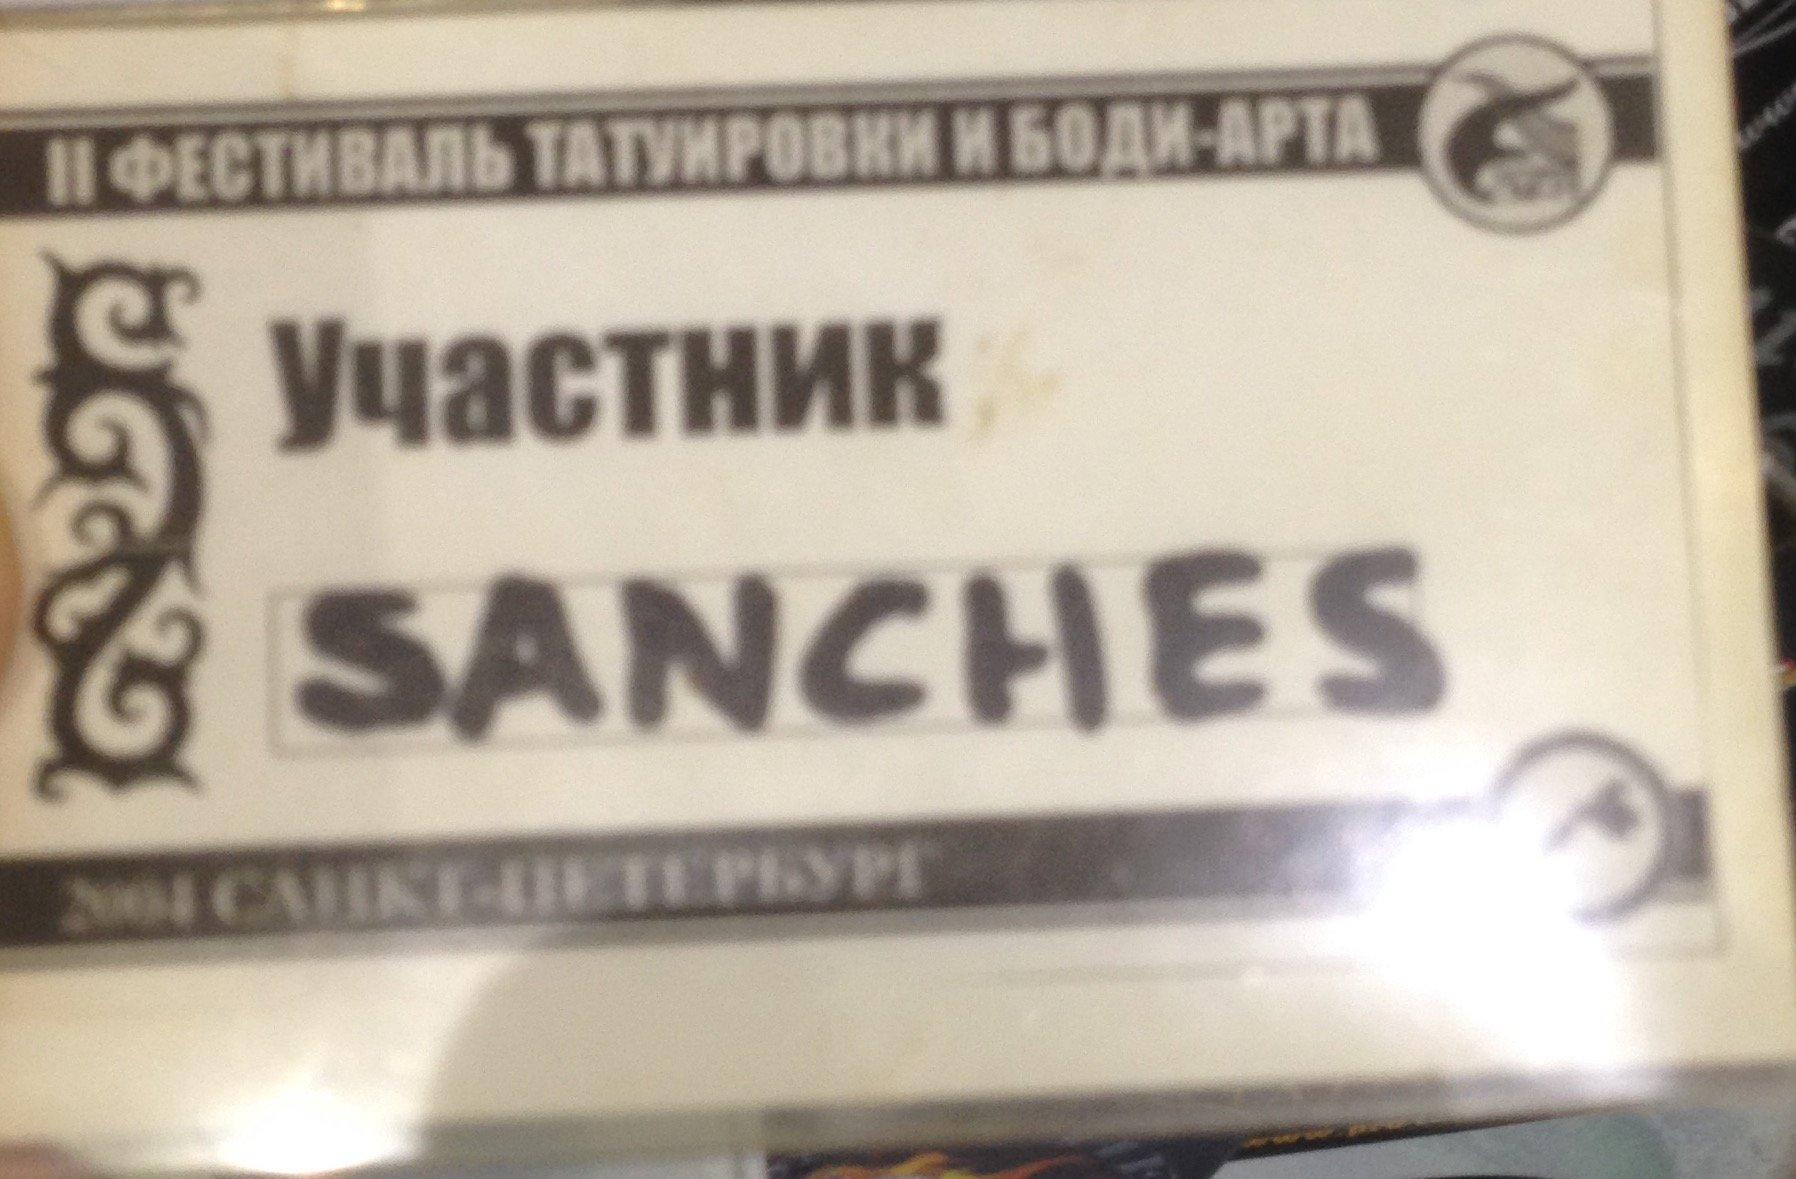 II ФЕСТИВАЛЬ ТАТУИРОВКИ И БОДИ-АРТА
Участник
SANCHES
2004 САНКТ-ПЕТЕРБУРГ